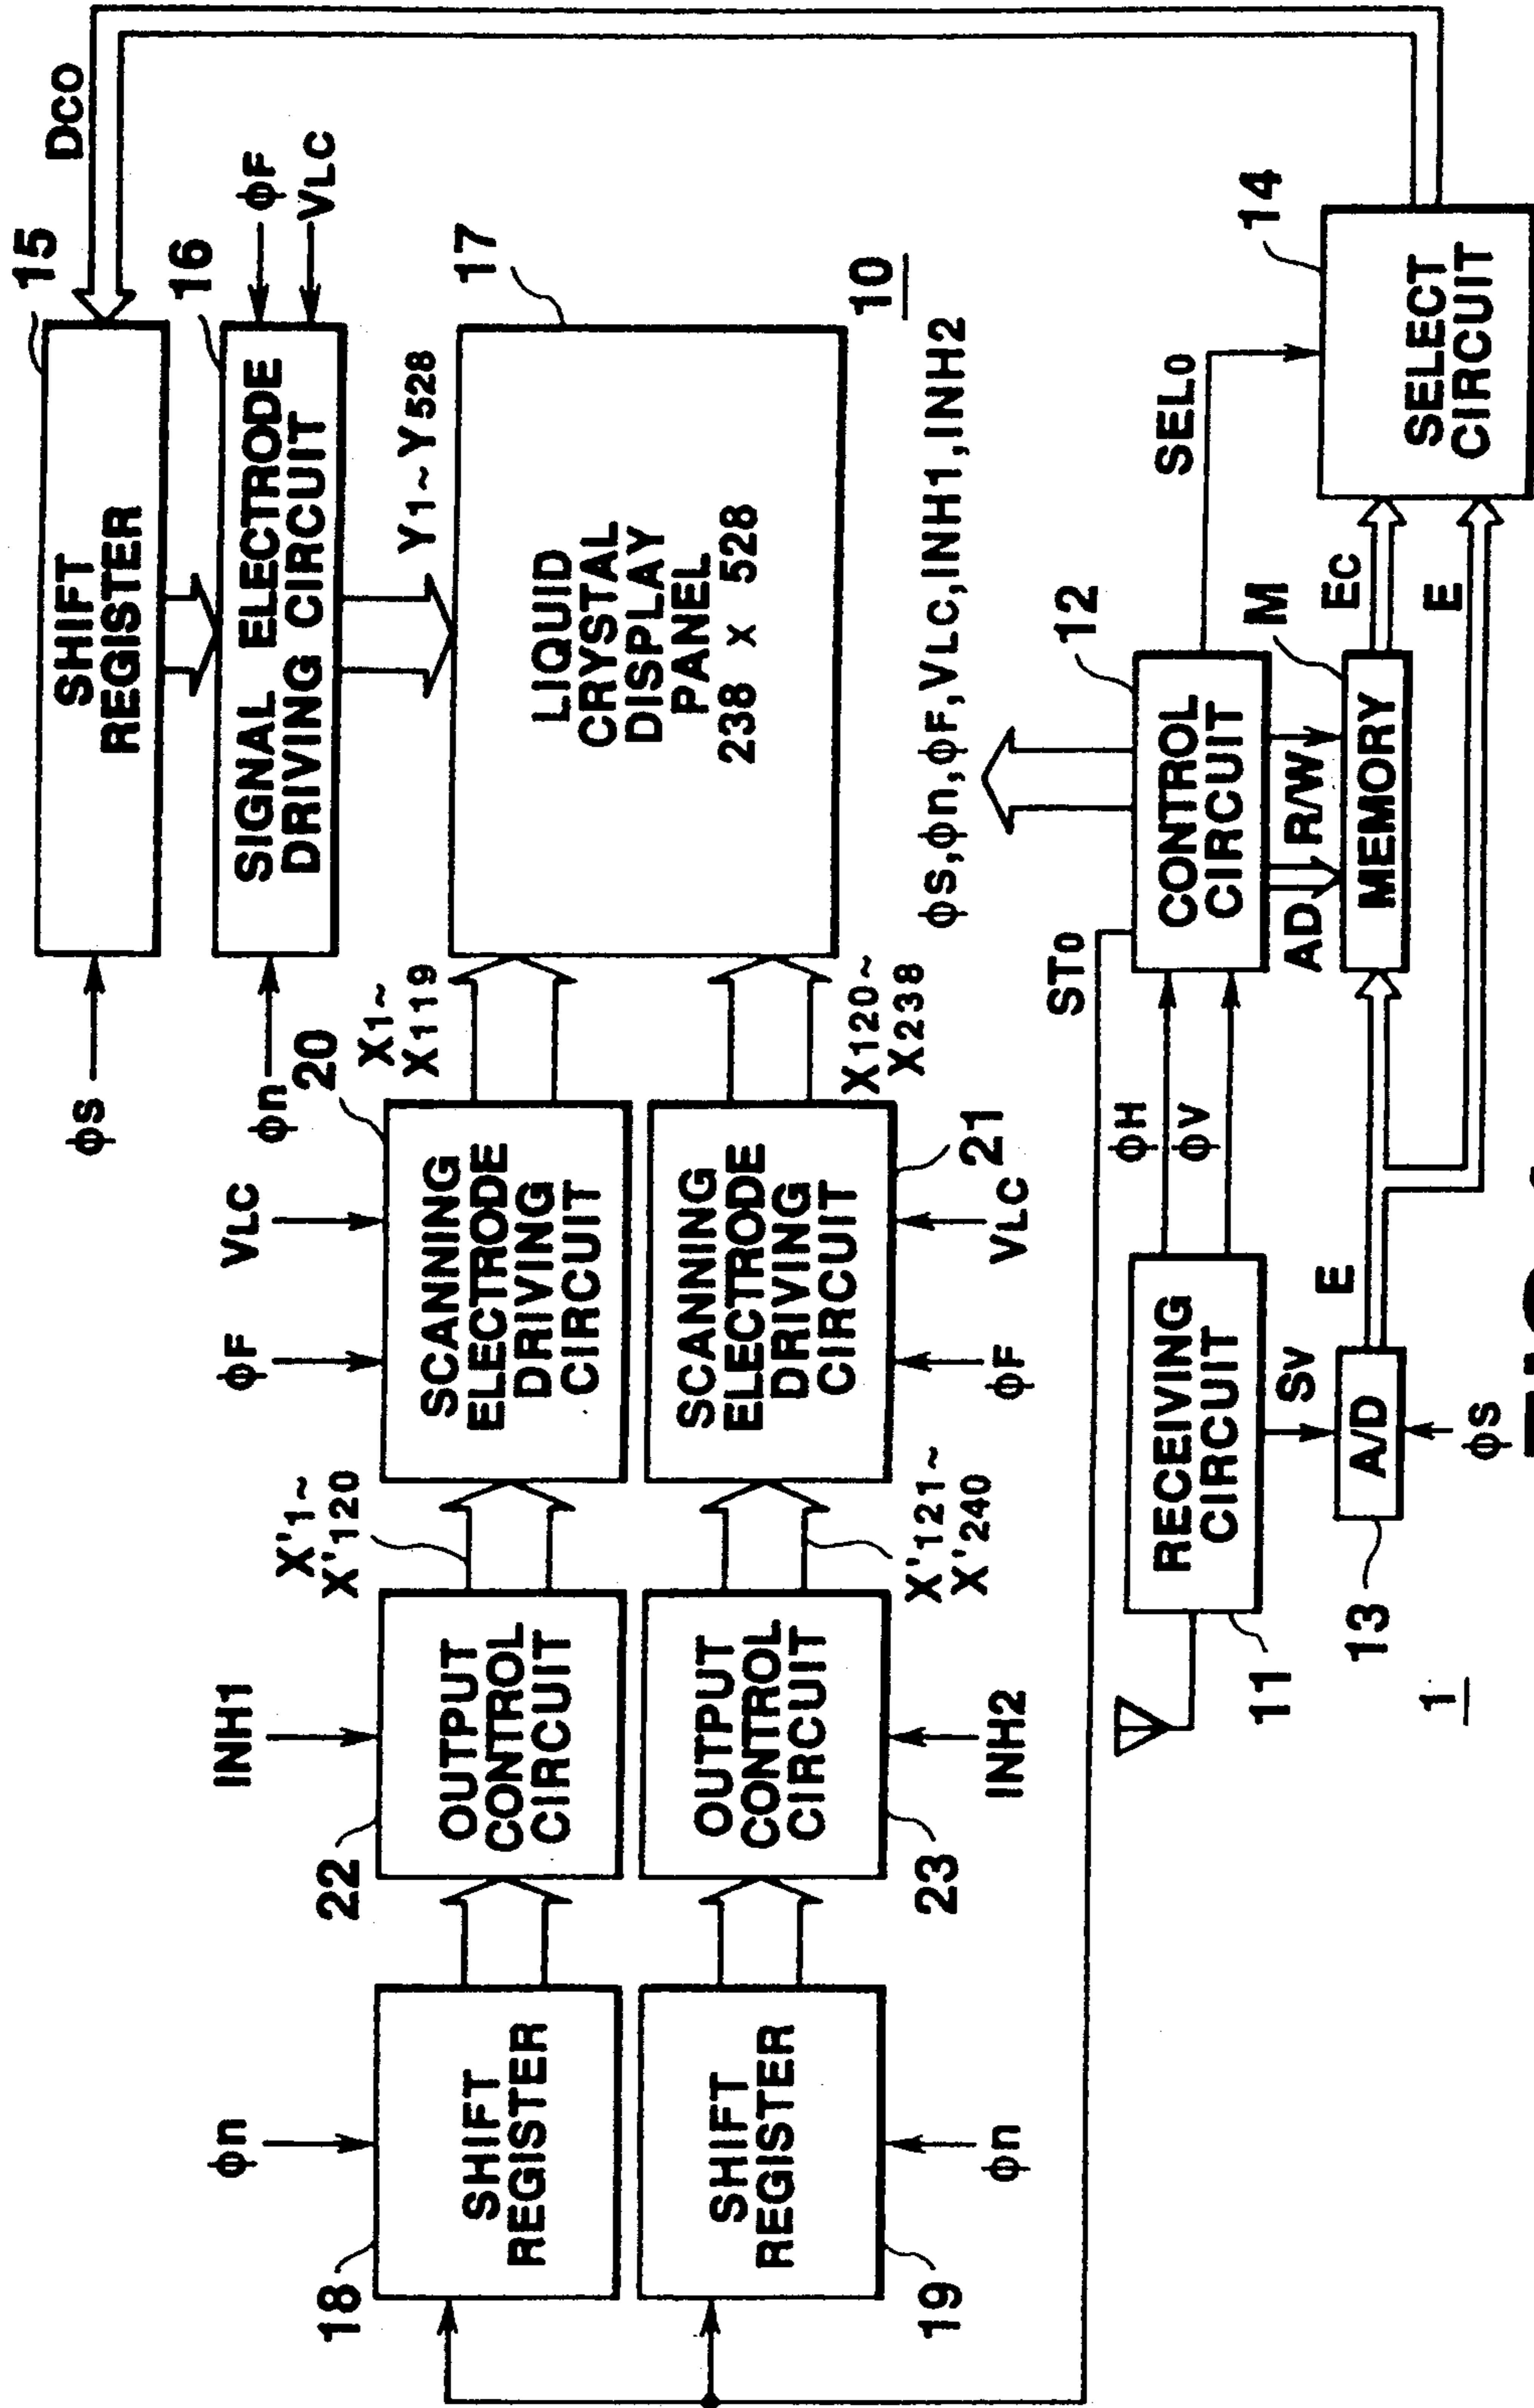 15
DCO
SHIFT
REGISTER
ϕS
16
SIGNAL ELECTRODE
DRIVING CIRCUIT
ϕn
ϕF
VLC
Y1~Y528
17
LIQUID
CRYSTAL
DISPLAY
PANEL
238 x 528
10
ϕn
18
SHIFT
REGISTER
INH1
22
OUTPUT
CONTROL
CIRCUIT
X'1~
X'120
ϕF
VLC
20
SCANNING
ELECTRODE
DRIVING
CIRCUIT
X1~
X119
SHIFT
REGISTER
19
ϕn
OUTPUT
CONTROL
CIRCUIT
23
INH2
X'121~
X'240
SCANNING
ELECTRODE
DRIVING
CIRCUIT
21
ϕF
VLC
X120~
X238
ϕS,ϕn,ϕF,VLC,INH1,INH2
ST0
11
RECEIVING
CIRCUIT
ϕH
ϕV
12
CONTROL
CIRCUIT
SEL0
14
SELECT
CIRCUIT
SV
13
A/D
ϕS
E
AD
R/W
M
MEMORY
EC
E
1